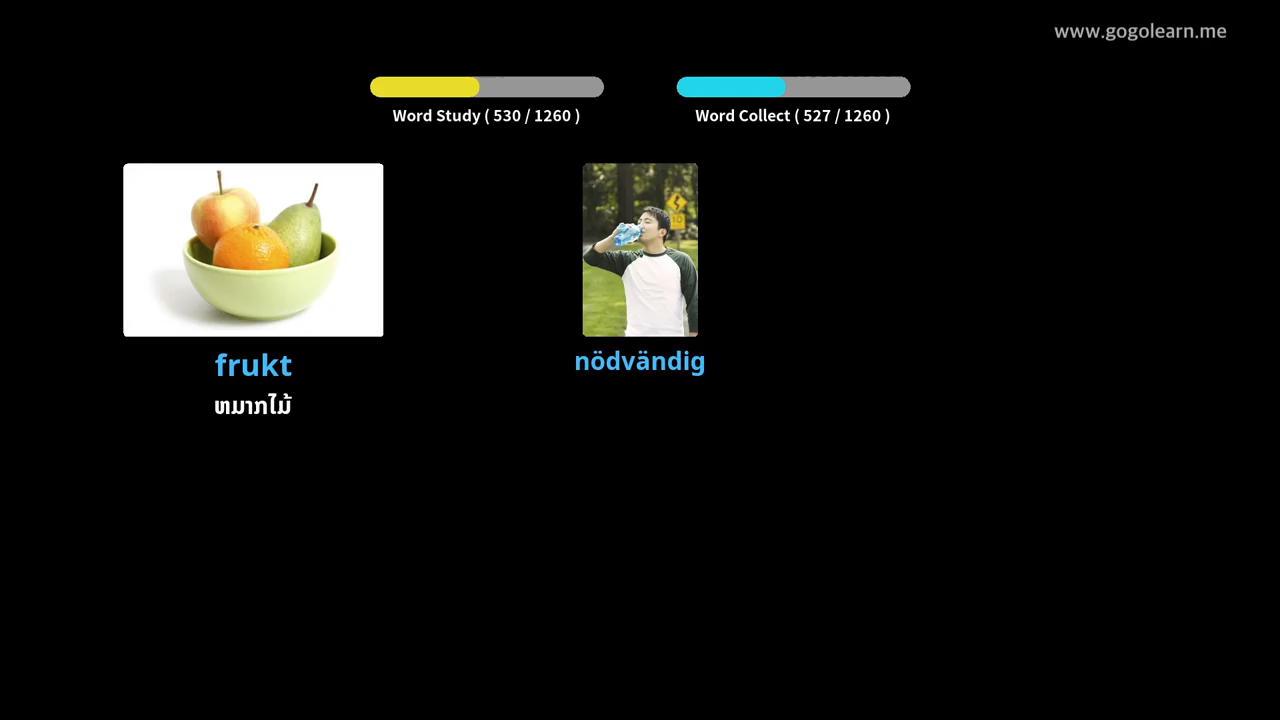 www.gogolearn.me
Word Study ( 530 / 1260 )
Word Collect ( 527 / 1260 )
frukt
ຫມາກໄມ້
nödvändig